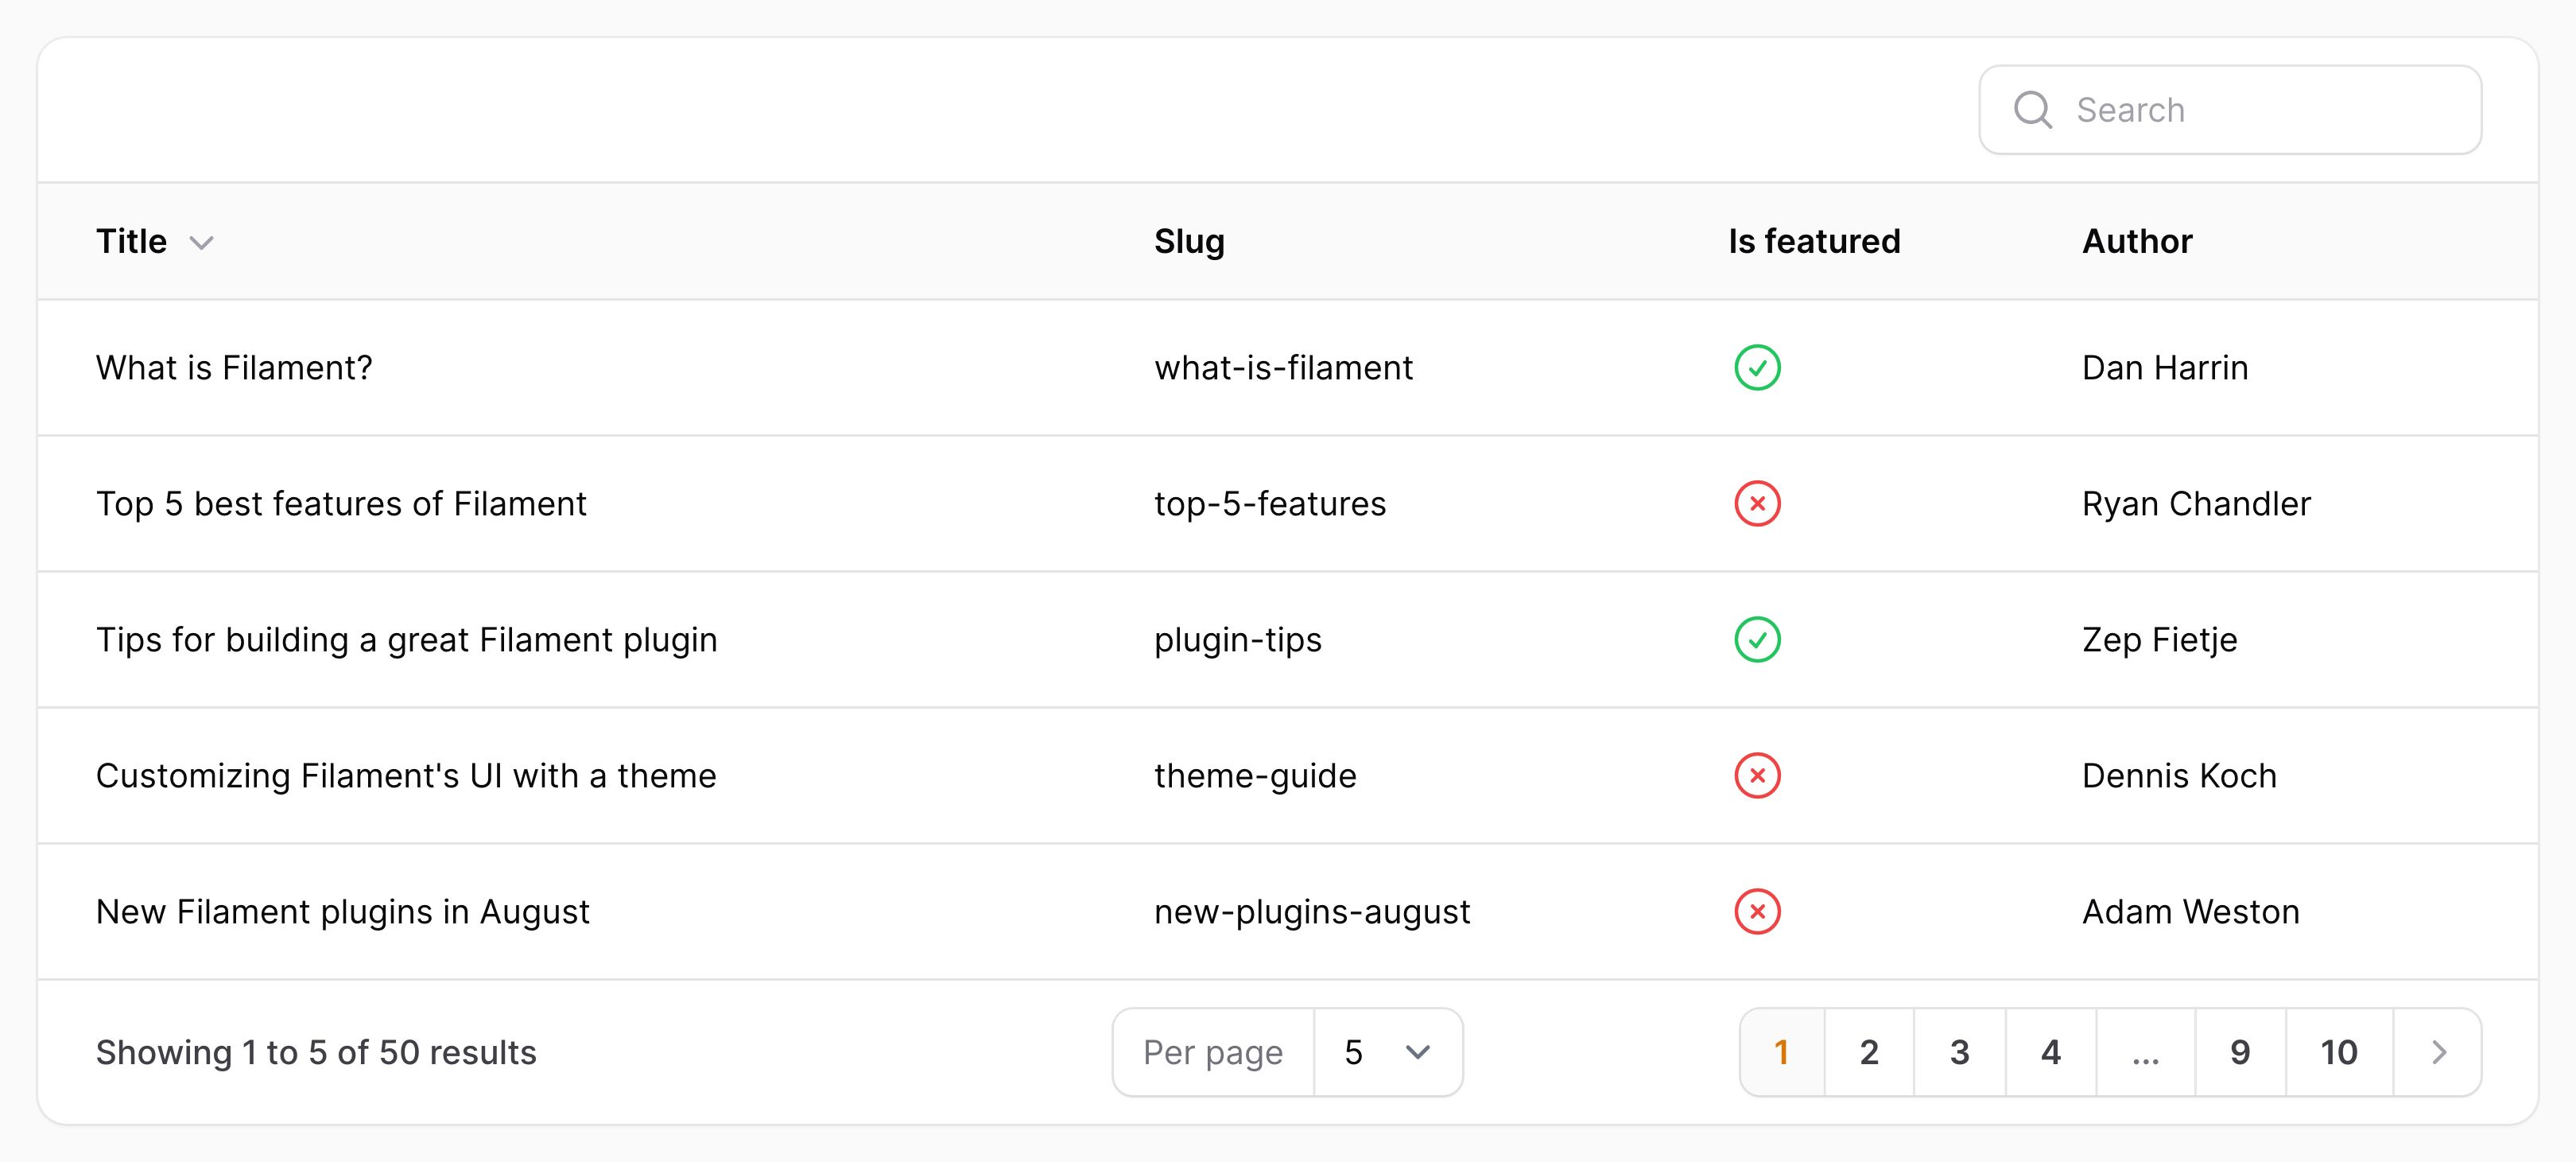 Search
Title Slug Is featured Author
What is Filament? what-is-filament Dan Harrin
Top 5 best features of Filament top-5-features Ryan Chandler
Tips for building a great Filament plugin plugin-tips Zep Fietje
Customizing Filament's UI with a theme theme-guide Dennis Koch
New Filament plugins in August new-plugins-august Adam Weston
Showing 1 to 5 of 50 results Per page 5 1 2 3 4 ... 9 10